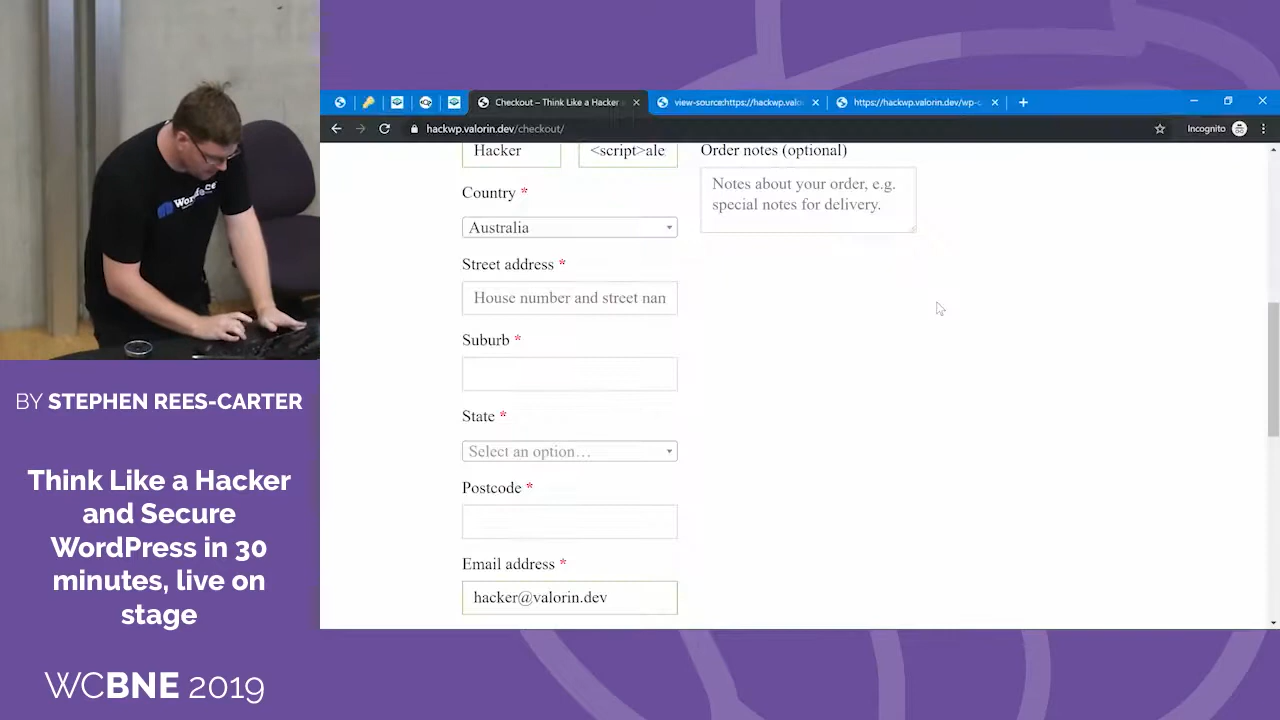 Checkout – Think Like a Hacker
view-source:https://hackwp.valo
https://hackwp.valorin.dev/wp-c
hackwp.valorin.dev/checkout/
Incognito
Hacker
<script>ale
Order notes (optional)
Notes about your order, e.g.
special notes for delivery.
Country *
Australia
Street address *
House number and street nan
Suburb *
State *
Select an option…
Postcode *
Email address *
hacker@valorin.dev
BY STEPHEN REES-CARTER
Think Like a Hacker
and Secure
WordPress in 30
minutes, live on
stage
WCBNE 2019